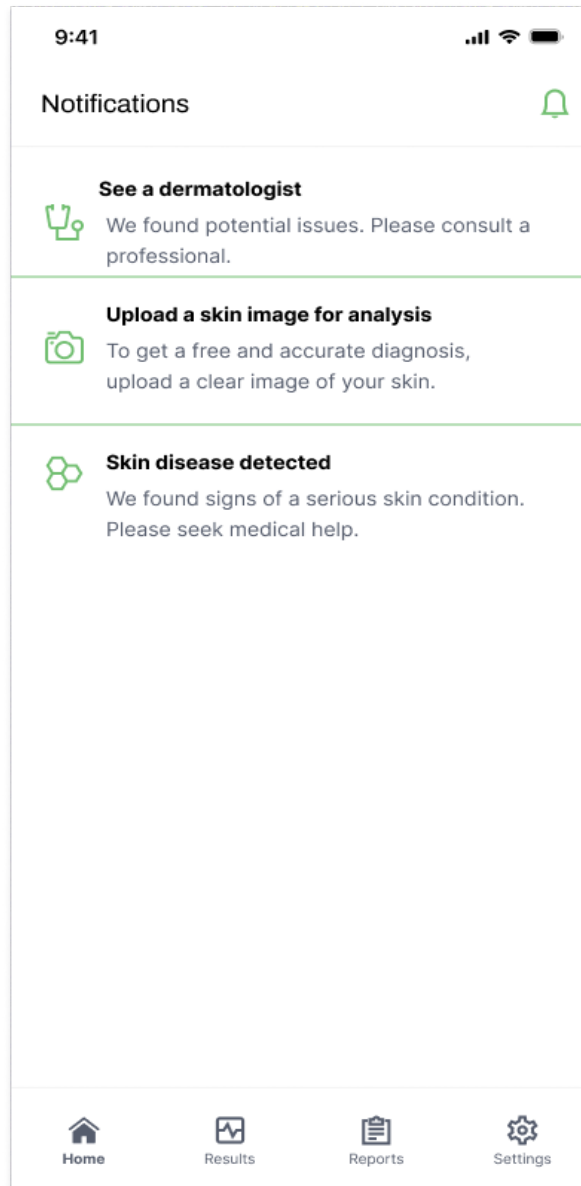 9:41
Notifications
See a dermatologist
We found potential issues. Please consult a
professional.
Upload a skin image for analysis
To get a free and accurate diagnosis,
upload a clear image of your skin.
Skin disease detected
We found signs of a serious skin condition.
Please seek medical help.
Home
Results
Reports
Settings